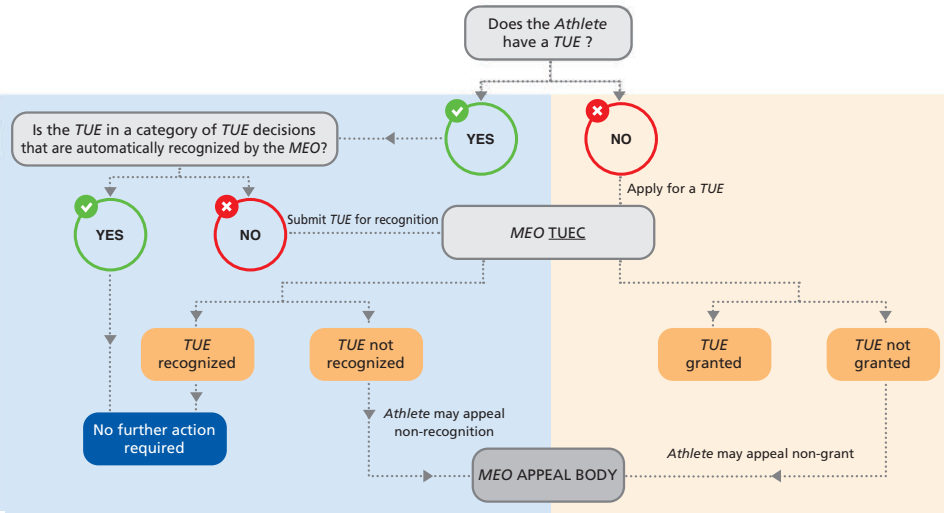 Does the Athlete
have a TUE ?
YES
NO
Is the TUE in a category of TUE decisions
that are automatically recognized by the MEO?
Apply for a TUE
YES
NO
Submit TUE for recognition
MEO TUEC
TUE
recognized
TUE not
recognized
TUE
granted
TUE not
granted
No further action
required
Athlete may appeal
non-recognition
Athlete may appeal non-grant
MEO APPEAL BODY